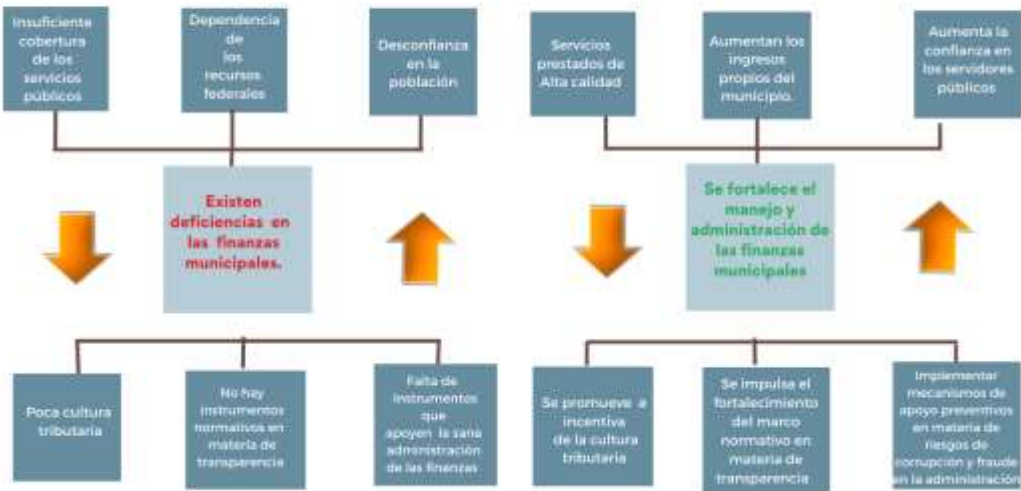 Insuficiente
cobertura
de los
servicios
públicos
Dependencia
de
los
recursos
federales
Desconfianza
en la
población
Existen
deficiencias en
las finanzas
municipales.
Poca cultura
tributaria
No hay
instrumentos
normativos en
materia de
transparencia
Falta de
instrumentos
que
apoyen la sana
administración
de las finanzas
Servicios
prestados de
Alta calidad
Aumentan los
ingresos
propios del
municipio.
Aumenta la
confianza en
los servidores
públicos
Se fortalece el
manejo y
administración de
las finanzas
municipales
Se promueve e
incentiva
de la cultura
tributaria
Se impulsa el
fortalecimiento
del marco
normativo en
materia de
transparencia
Implementar
mecanismos de
apoyo preventivos
en materia de
riesgos de
corrupción y fraude
en la administración